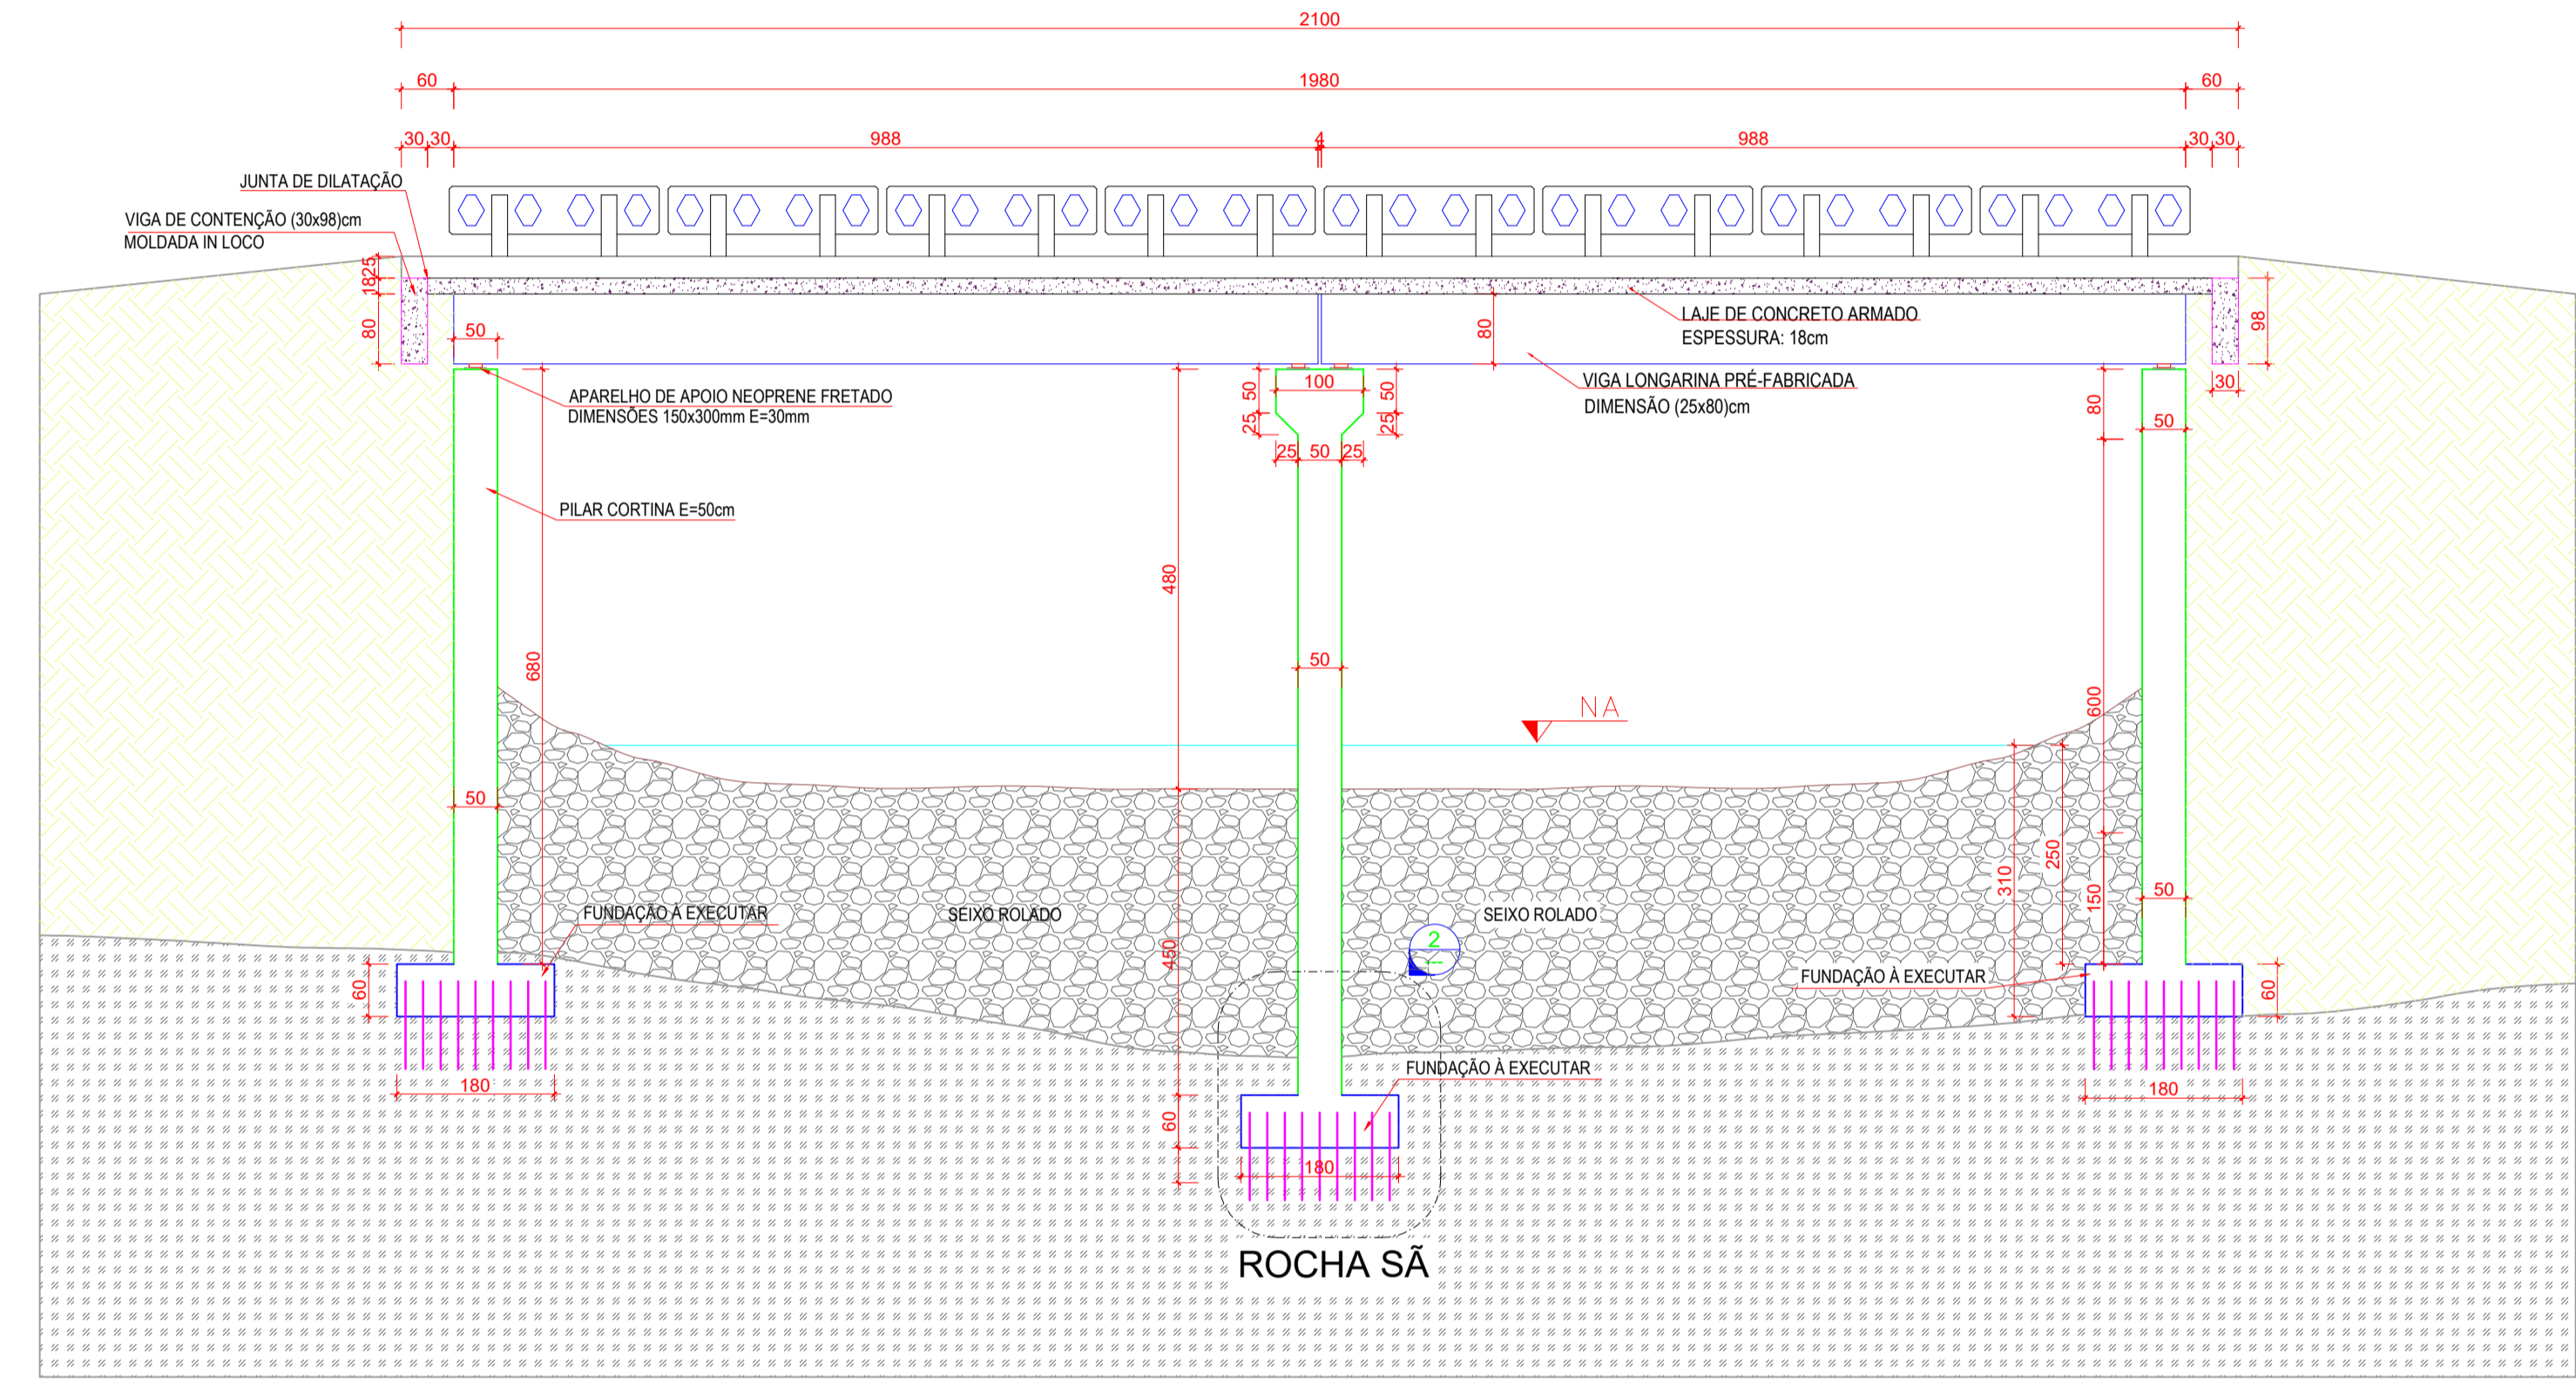 2100
60
1980
60
30
30
988
4
988
30
30
JUNTA DE DILATAÇÃO
VIGA DE CONTENÇÃO (30x98)cm
MOLDADA IN LOCO
25
18
80
50
80
LAJE DE CONCRETO ARMADO
ESPESSURA: 18cm
98
30
APARELHO DE APOIO NEOPRENE FRETADO
DIMENSÕES 150x300mm E=30mm
50
100
50
25
25
25
50
25
VIGA LONGARINA PRÉ-FABRICADA
DIMENSÃO (25x80)cm
80
50
PILAR CORTINA E=50cm
480
680
50
NA
600
50
310
250
150
50
FUNDAÇÃO À EXECUTAR
SEIXO ROLADO
SEIXO ROLADO
2
---
450
FUNDAÇÃO À EXECUTAR
60
60
180
FUNDAÇÃO À EXECUTAR
180
60
180
ROCHA SÃ